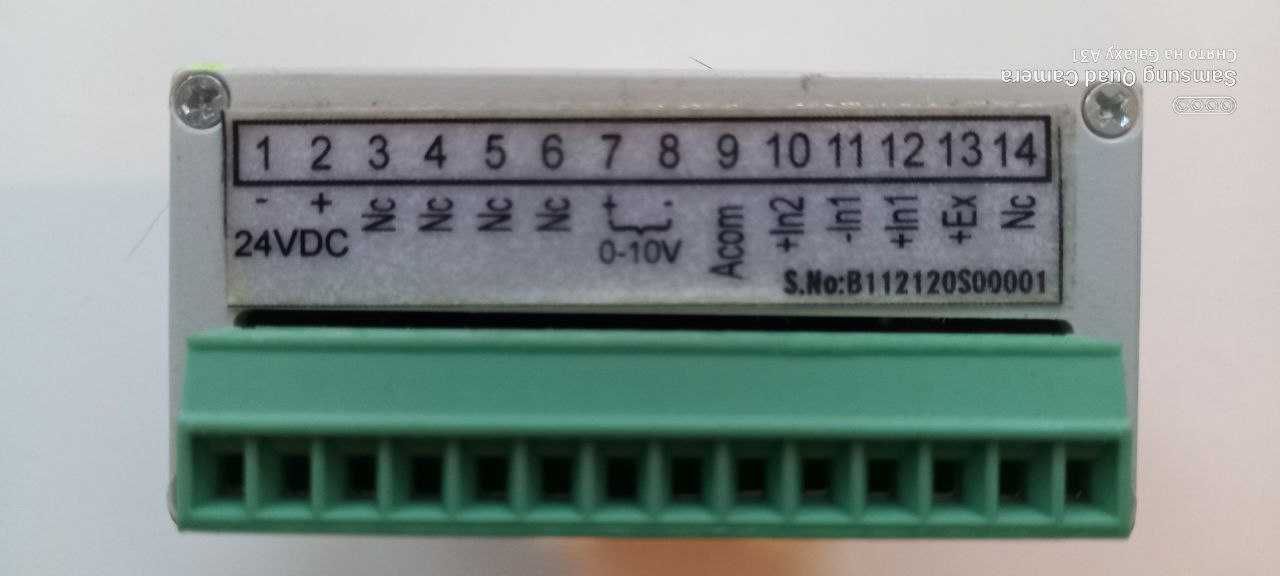 1 2 3 4 5 6 7 8 9 10 11 12 13 14
- + Nc Nc Nc Nc + - Acom +In2 -In1 +In1 +Ex Nc
24VDC 0-10V
S.No:B112120S00001
Samsung Quad Camera
Снято на Galaxy A31